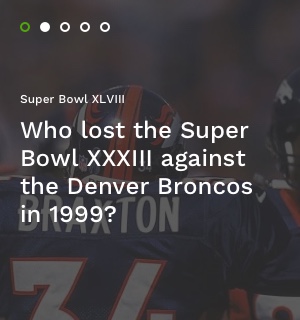 Super Bowl XLVIII
Who lost the Super
Bowl XXXIII against
the Denver Broncos
in 1999?
BRAXTON
34